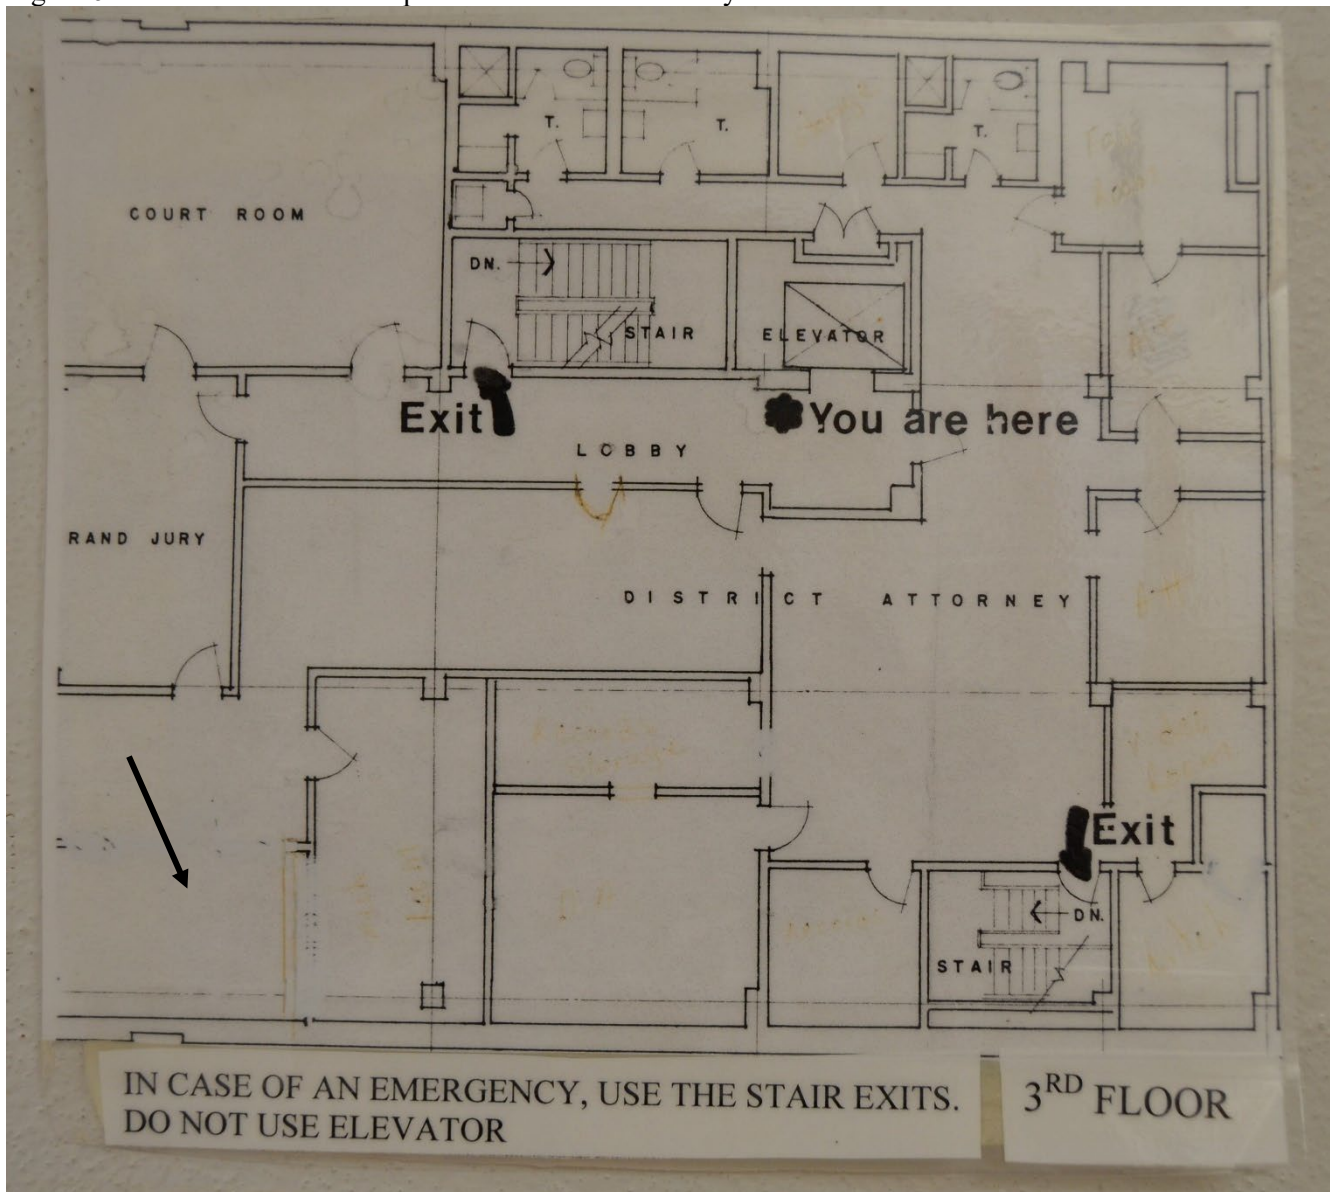 T.
T.
T.
COURT ROOM
DN.
STAIR
ELEVATOR
Exit
You are here
LOBBY
RAND JURY
DISTRICT ATTORNEY
Exit
DN.
STAIR
IN CASE OF AN EMERGENCY, USE THE STAIR EXITS.
DO NOT USE ELEVATOR
3RD FLOOR